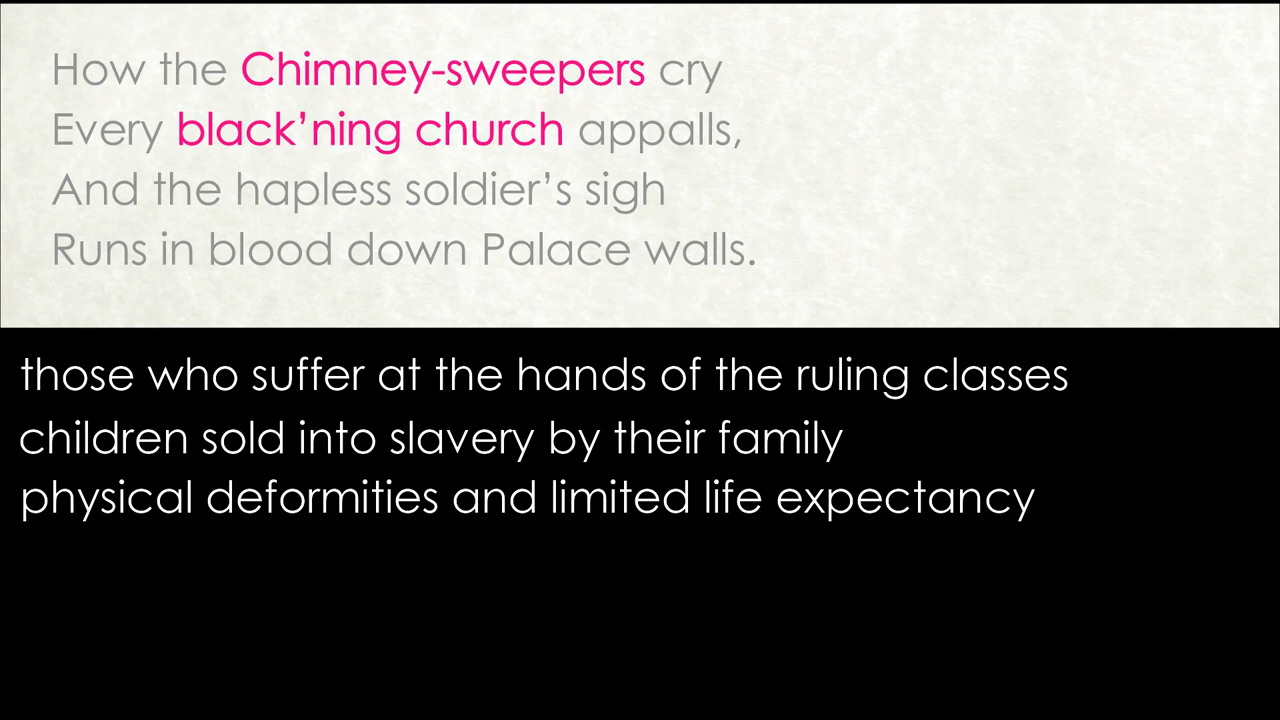 How the Chimney-sweepers cry
Every black’ning church appalls,
And the hapless soldier’s sigh
Runs in blood down Palace walls.
those who suffer at the hands of the ruling classes
children sold into slavery by their family
physical deformities and limited life expectancy